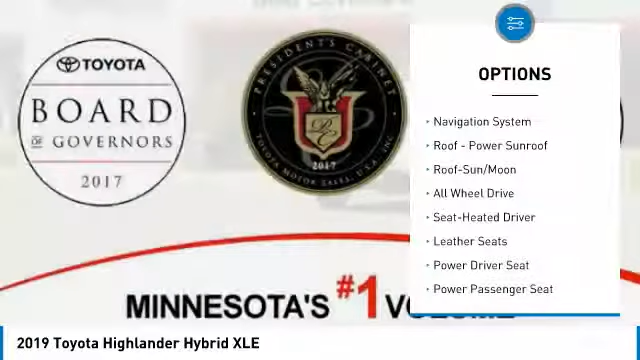 TOYOTA
BOARD
OF GOVERNORS
2017
PRESIDENT'S CABINET
2017
TOYOTA MOTOR SALES, U.S.A., INC.
OPTIONS
· Navigation System
· Roof - Power Sunroof
· Roof-Sun/Moon
· All Wheel Drive
· Seat-Heated Driver
· Leather Seats
· Power Driver Seat
· Power Passenger Seat
MINNESOTA'S #1 VOLUME
2019 Toyota Highlander Hybrid XLE